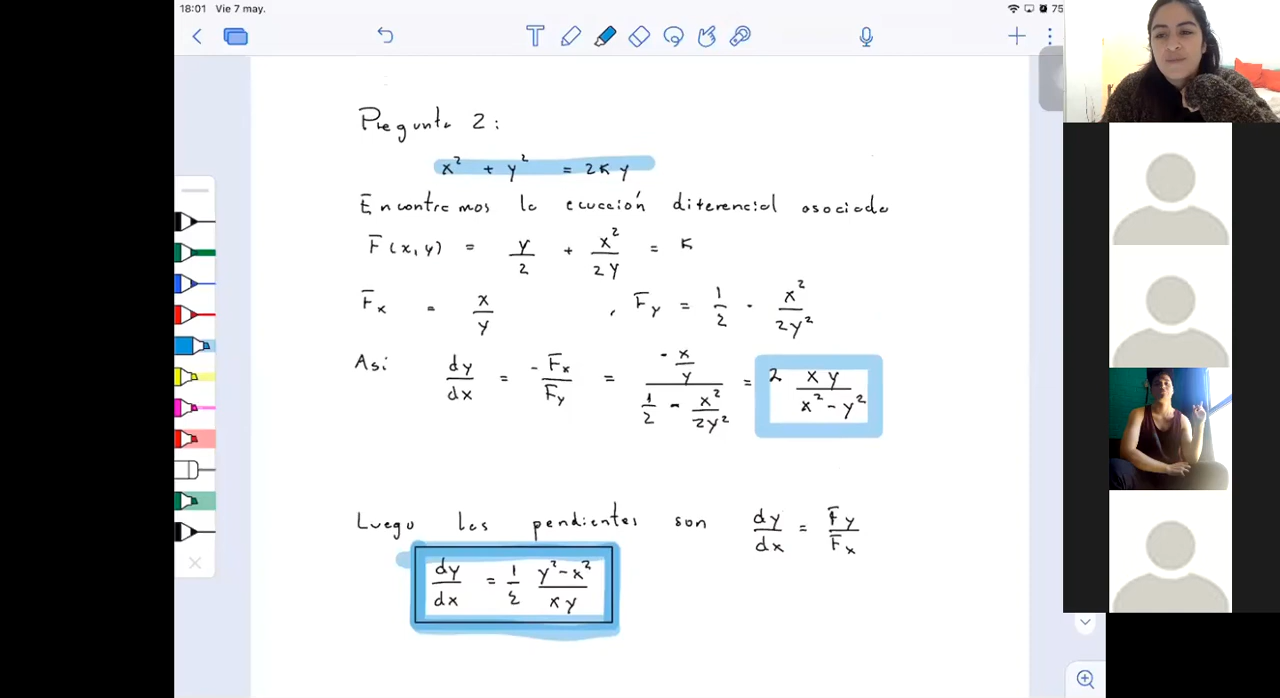 18:01 Vie 7 may. 75
Pregunta 2:
x² + y² = 2ky
Encontremos la ecuación diferencial asociada
F(x,y) = y/2 + x²/2y = k
Fx = x/y , Fy = 1/2 - x²/2y²
Así dy/dx = -Fx/Fy = (-x/y)/(1/2 - x²/2y²) = 2 xy/(x² - y²)
Luego las pendientes son dy/dx = Fy/Fx
dy/dx = 1/2 (y² - x²)/xy